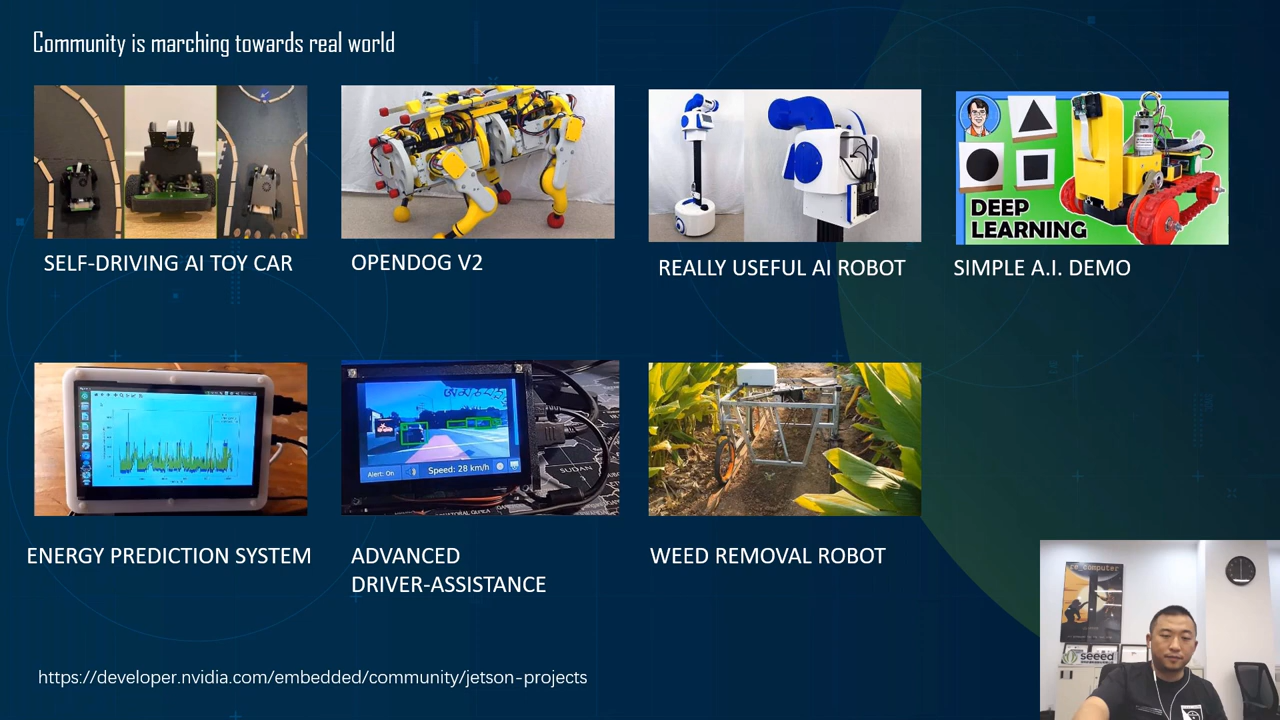 Community is marching towards real world
DEEP
LEARNING
SELF-DRIVING AI TOY CAR
OPENDOG V2
REALLY USEFUL AI ROBOT
SIMPLE A.I. DEMO
Alert: On
Speed: 28 km/h
SUDAN
ENERGY PREDICTION SYSTEM
ADVANCED
DRIVER-ASSISTANCE
WEED REMOVAL ROBOT
re_computer
seeed
https://developer.nvidia.com/embedded/community/jetson-projects